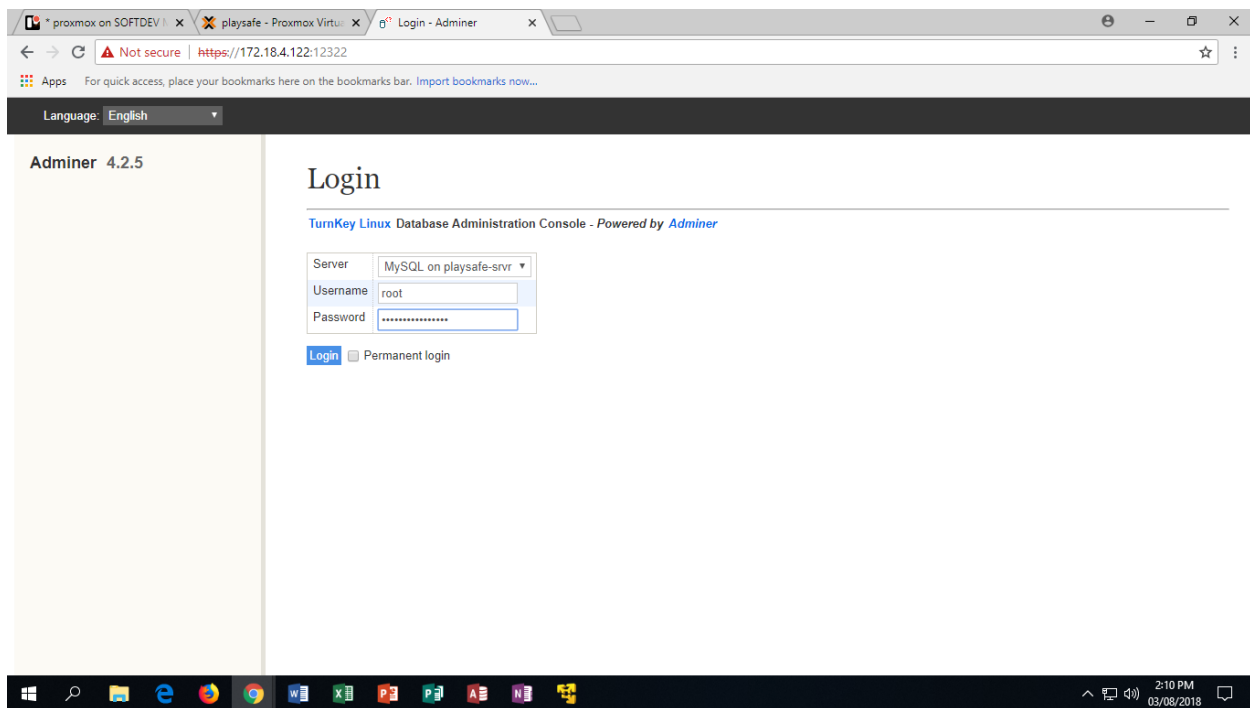 * proxmox on SOFTDEV
playsafe - Proxmox Virtu
Login - Adminer
Not secure | https://172.18.4.122:12322
Apps For quick access, place your bookmarks here on the bookmarks bar. Import bookmarks now...
Language: English
Adminer 4.2.5
Login
TurnKey Linux Database Administration Console - Powered by Adminer
Server MySQL on playsafe-srvr
Username root
Password ••••••••••••••••
Login Permanent login
2:10 PM
03/08/2018